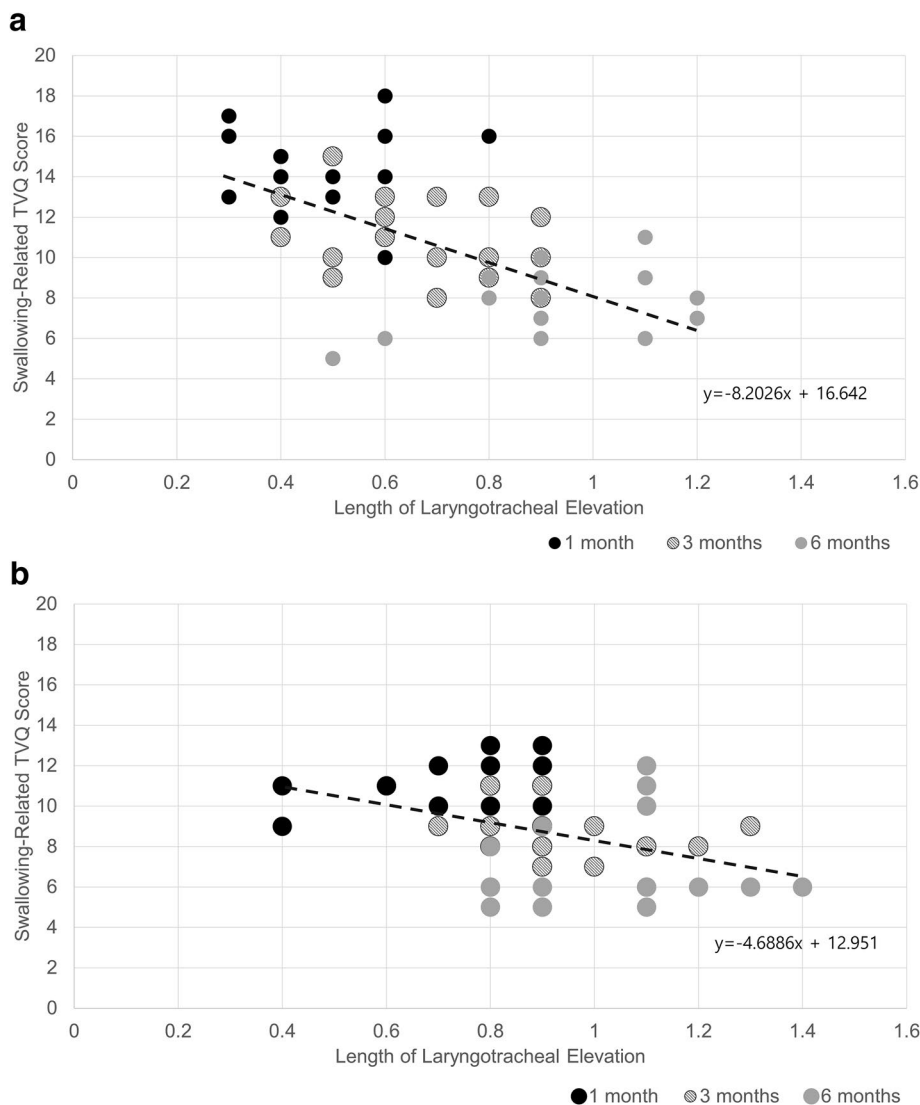 a
20
18
16
14
12
10
8
6
4
2
0
Swallowing-Related TVQ Score
y=-8.2026x + 16.642
0 0.2 0.4 0.6 0.8 1 1.2 1.4 1.6
Length of Laryngotracheal Elevation
1 month 3 months 6 months
b
20
18
16
14
12
10
8
6
4
2
0
Swallowing-Related TVQ Score
y=-4.6886x + 12.951
0 0.2 0.4 0.6 0.8 1 1.2 1.4 1.6
Length of Laryngotracheal Elevation
1 month 3 months 6 months